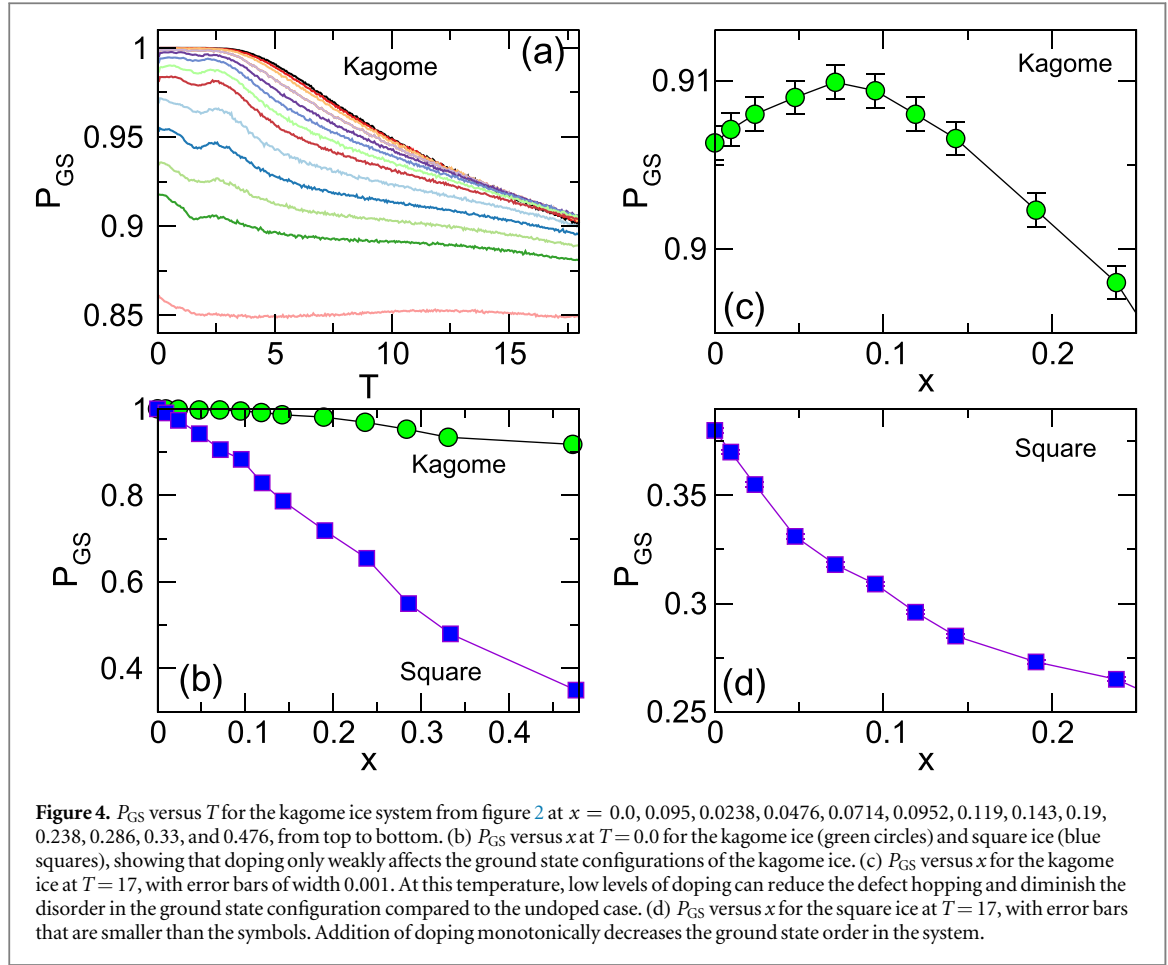 1
0.95
0.9
0.85
P_GS
Kagome
(a)
0 5 10 15
T
0.91
0.9
P_GS
Kagome
(c)
0 0.1 0.2
x
1
0.8
0.6
0.4
P_GS
Kagome
Square
(b)
0 0.1 0.2 0.3 0.4
x
0.35
0.3
0.25
P_GS
Square
(d)
0 0.1 0.2
x
Figure 4. P_GS versus T for the kagome ice system from figure 2 at x = 0.0, 0.095, 0.0238, 0.0476, 0.0714, 0.0952, 0.119, 0.143, 0.19,
0.238, 0.286, 0.33, and 0.476, from top to bottom. (b) P_GS versus x at T = 0.0 for the kagome ice (green circles) and square ice (blue
squares), showing that doping only weakly affects the ground state configurations of the kagome ice. (c) P_GS versus x for the kagome
ice at T = 17, with error bars of width 0.001. At this temperature, low levels of doping can reduce the defect hopping and diminish the
disorder in the ground state configuration compared to the undoped case. (d) P_GS versus x for the square ice at T = 17, with error bars
that are smaller than the symbols. Addition of doping monotonically decreases the ground state order in the system.